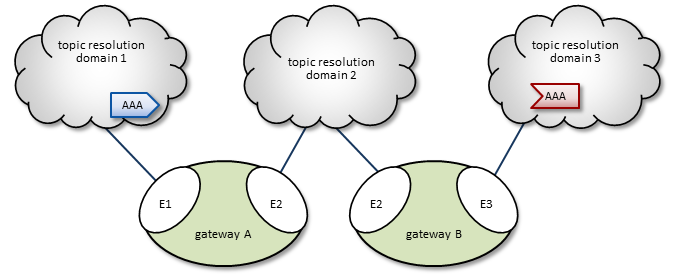 topic resolution
domain 1
AAA
topic resolution
domain 2
topic resolution
domain 3
AAA
E1
E2
gateway A
E2
E3
gateway B